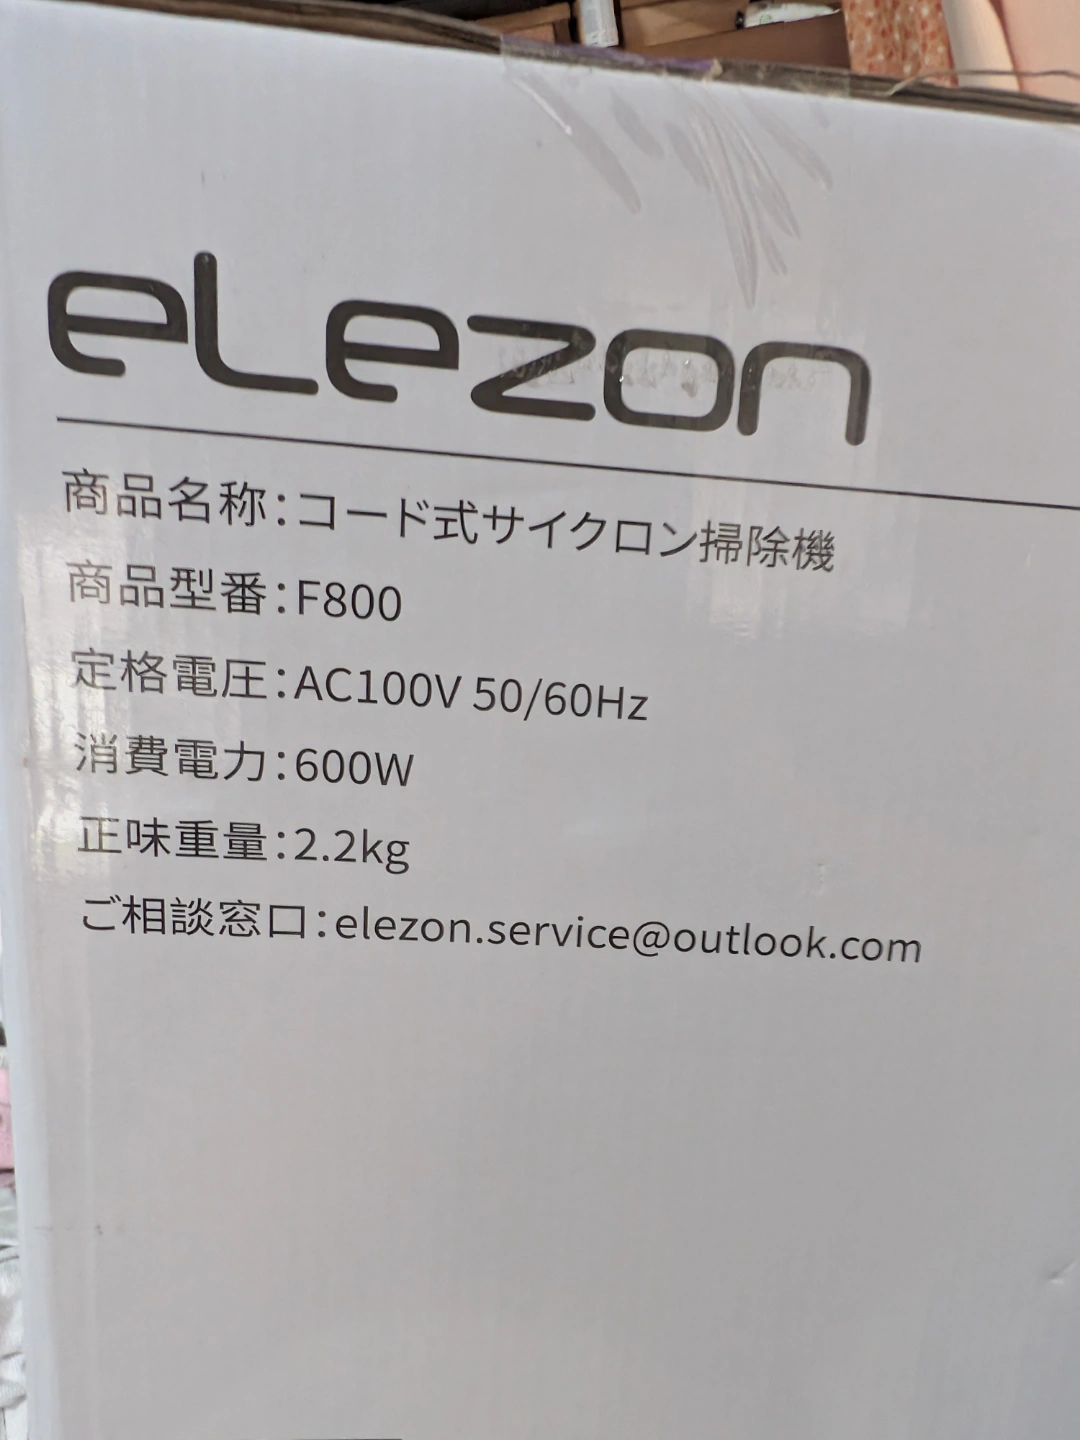 eLezon
商品名称：コード式サイクロン掃除機
商品型番：F800
定格電圧：AC100V 50/60Hz
消費電力：600W
正味重量：2.2kg
ご相談窓口：elezon.service@outlook.com